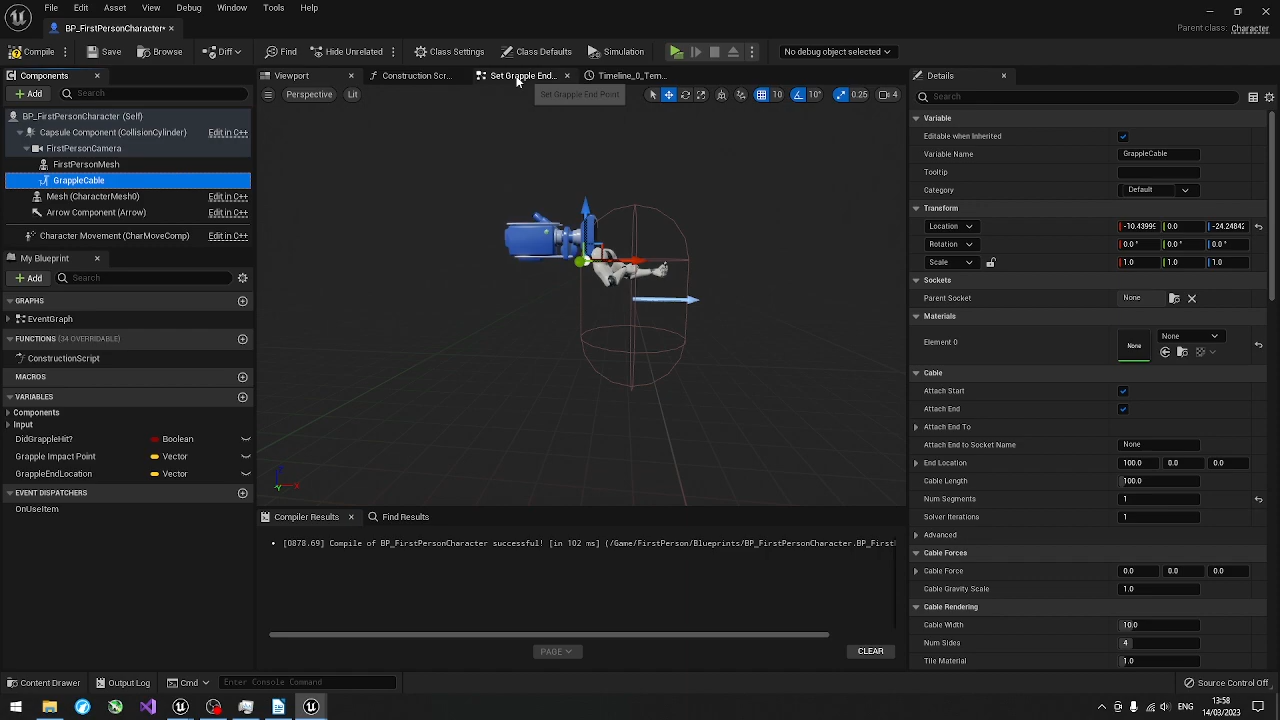 File Edit Asset View Debug Window Tools Help
BP_FirstPersonCharacter*
Parent class: Character
Compile Save Browse Diff Find Hide Unrelated Class Settings Class Defaults Simulation No debug object selected
Components Viewport Construction Scr... Set Grapple End... Timeline_0_Tem... Details
Add Search Perspective Lit Set Grapple End Point 10 10° 0.25 4 Search
BP_FirstPersonCharacter (Self)
Capsule Component (CollisionCylinder) Edit in C++
FirstPersonCamera
FirstPersonMesh
GrappleCable
Mesh (CharacterMesh0) Edit in C++
Arrow Component (Arrow) Edit in C++
Character Movement (CharMoveComp) Edit in C++
My Blueprint
Add Search
GRAPHS
EventGraph
FUNCTIONS (34 OVERRIDABLE)
ConstructionScript
MACROS
VARIABLES
Components
Input
DidGrappleHit? Boolean
Grapple Impact Point Vector
GrappleEndLocation Vector
EVENT DISPATCHERS
OnUseItem
Z X Y
Compiler Results Find Results
• [0878.69] Compile of BP_FirstPersonCharacter successful! [in 102 ms] (/Game/FirstPerson/Blueprints/BP_FirstPersonCharacter.BP_First
PAGE CLEAR
Variable
Editable when Inherited
Variable Name GrappleCable
Tooltip
Category Default
Transform
Location -10.43995 0.0 -24.24842
Rotation 0.0 ° 0.0 ° 0.0 °
Scale 1.0 1.0 1.0
Sockets
Parent Socket None
Materials
Element 0 None None
Cable
Attach Start
Attach End
Attach End To
Attach End to Socket Name None
End Location 100.0 0.0 0.0
Cable Length 100.0
Num Segments 1
Solver Iterations 1
Advanced
Cable Forces
Cable Force 0.0 0.0 0.0
Cable Gravity Scale 1.0
Cable Rendering
Cable Width 10.0
Num Sides 4
Tile Material 1.0
Content Drawer Output Log Cmd Enter Console Command Source Control Off
ENG 13:58
14/03/2023